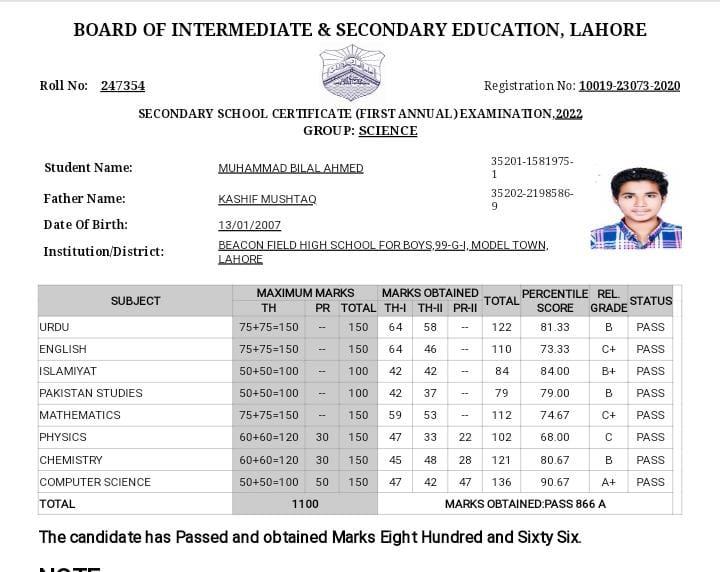 BOARD OF INTERMEDIATE & SECONDARY EDUCATION, LAHORE
Roll No: 247354 Registration No: 10019-23073-2020
SECONDARY SCHOOL CERTIFICATE (FIRST ANNUAL) EXAMINATION,2022
GROUP: SCIENCE
Student Name: MUHAMMAD BILAL AHMED 35201-1581975-1
Father Name: KASHIF MUSHTAQ 35202-2198586-9
Date Of Birth: 13/01/2007
Institution/District: BEACON FIELD HIGH SCHOOL FOR BOYS,99-G-I, MODEL TOWN,
LAHORE
SUBJECT MAXIMUM MARKS MARKS OBTAINED TOTAL PERCENTILE SCORE REL. GRADE STATUS
TH PR TOTAL TH-I TH-II PR-II
URDU 75+75=150 -- 150 64 58 -- 122 81.33 B PASS
ENGLISH 75+75=150 -- 150 64 46 -- 110 73.33 C+ PASS
ISLAMIYAT 50+50=100 -- 100 42 42 -- 84 84.00 B+ PASS
PAKISTAN STUDIES 50+50=100 -- 100 42 37 -- 79 79.00 B PASS
MATHEMATICS 75+75=150 -- 150 59 53 -- 112 74.67 C+ PASS
PHYSICS 60+60=120 30 150 47 33 22 102 68.00 C PASS
CHEMISTRY 60+60=120 30 150 45 48 28 121 80.67 B PASS
COMPUTER SCIENCE 50+50=100 50 150 47 42 47 136 90.67 A+ PASS
TOTAL 1100 MARKS OBTAINED:PASS 866 A
The candidate has Passed and obtained Marks Eight Hundred and Sixty Six.
NOTE